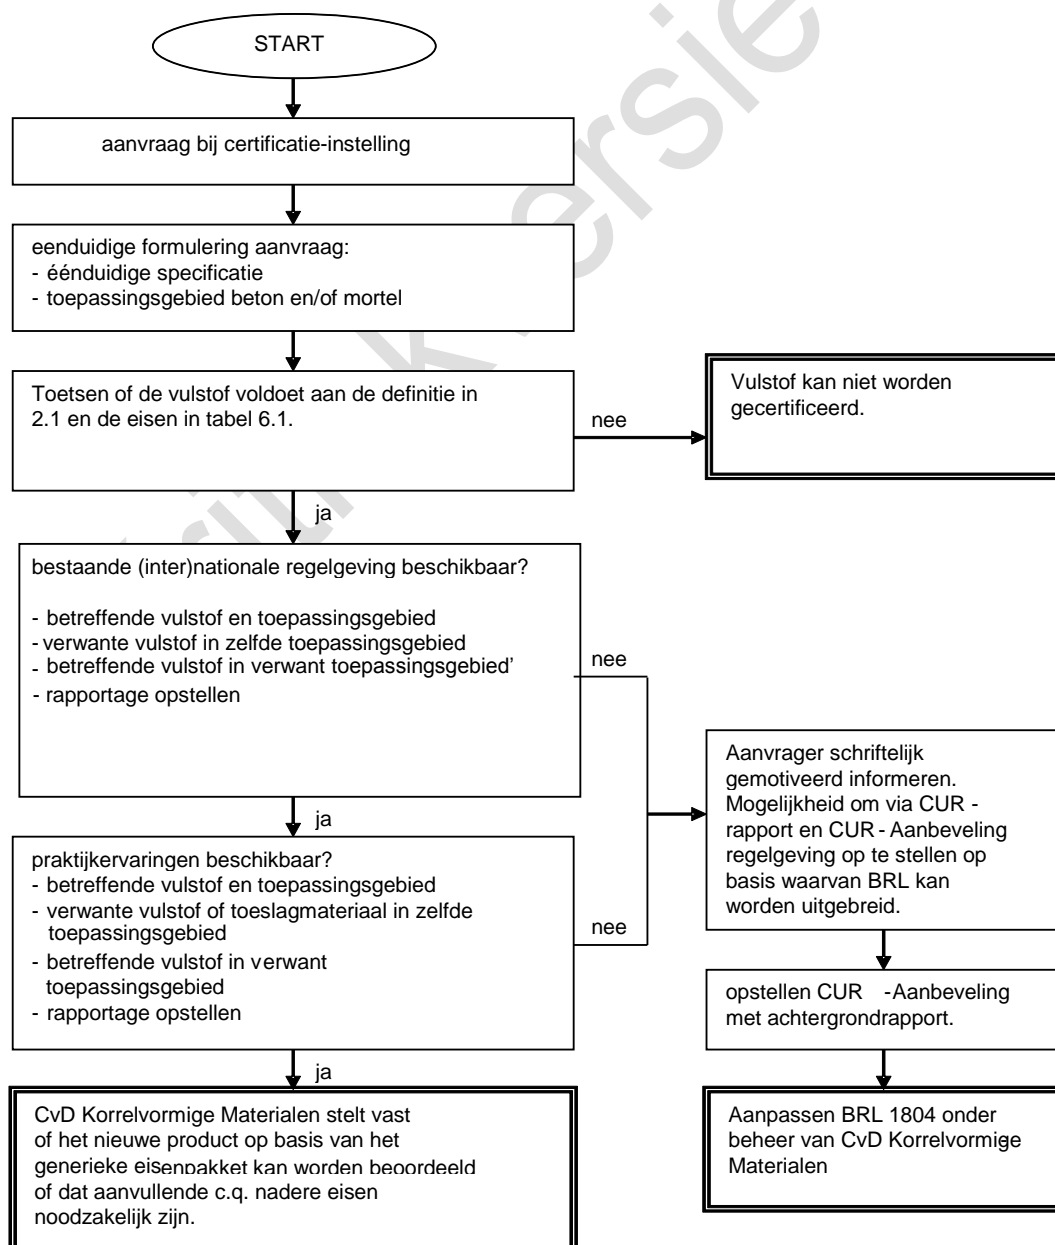 START
aanvraag bij certificatie-instelling
eenduidige formulering aanvraag:
- éénduidige specificatie
- toepassingsgebied beton en/of mortel
Toetsen of de vulstof voldoet aan de definitie in
2.1 en de eisen in tabel 6.1.
nee
Vulstof kan niet worden
gecertificeerd.
ja
bestaande (inter)nationale regelgeving beschikbaar?
- betreffende vulstof en toepassingsgebied
- verwante vulstof in zelfde toepassingsgebied
- betreffende vulstof in verwant toepassingsgebied'
- rapportage opstellen
nee
ja
praktijkervaringen beschikbaar?
- betreffende vulstof en toepassingsgebied
- verwante vulstof of toeslagmateriaal in zelfde
toepassingsgebied
- betreffende vulstof in verwant
toepassingsgebied
- rapportage opstellen
nee
Aanvrager schriftelijk
gemotiveerd informeren.
Mogelijkheid om via CUR -
rapport en CUR - Aanbeveling
regelgeving op te stellen op
basis waarvan BRL kan
worden uitgebreid.
opstellen CUR -Aanbeveling
met achtergrondrapport.
ja
CvD Korrelvormige Materialen stelt vast
of het nieuwe product op basis van het
generieke eisenpakket kan worden beoordeeld
of dat aanvullende c.q. nadere eisen
noodzakelijk zijn.
Aanpassen BRL 1804 onder
beheer van CvD Korrelvormige
Materialen